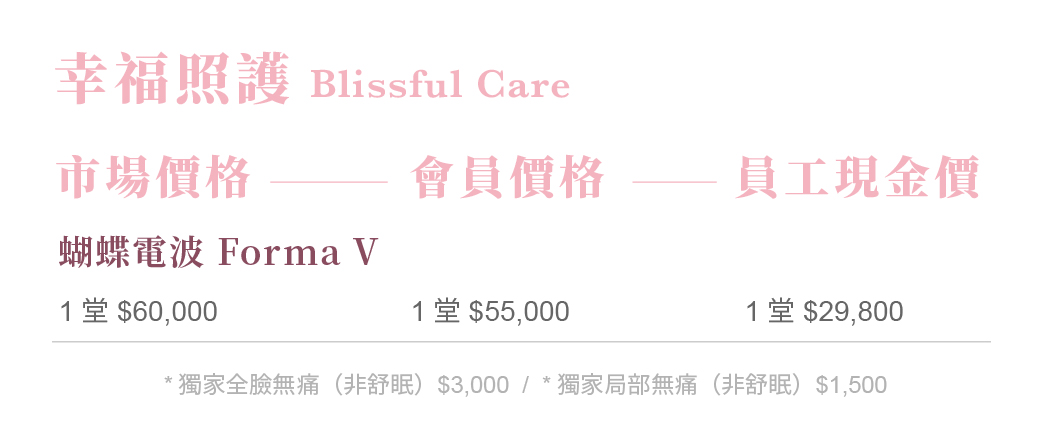 幸福照護 Blissful Care
市場價格 會員價格 員工現金價
蝴蝶電波 Forma V
1 堂 $60,000 1 堂 $55,000 1 堂 $29,800
* 獨家全臉無痛（非舒眠）$3,000 / * 獨家局部無痛（非舒眠）$1,500